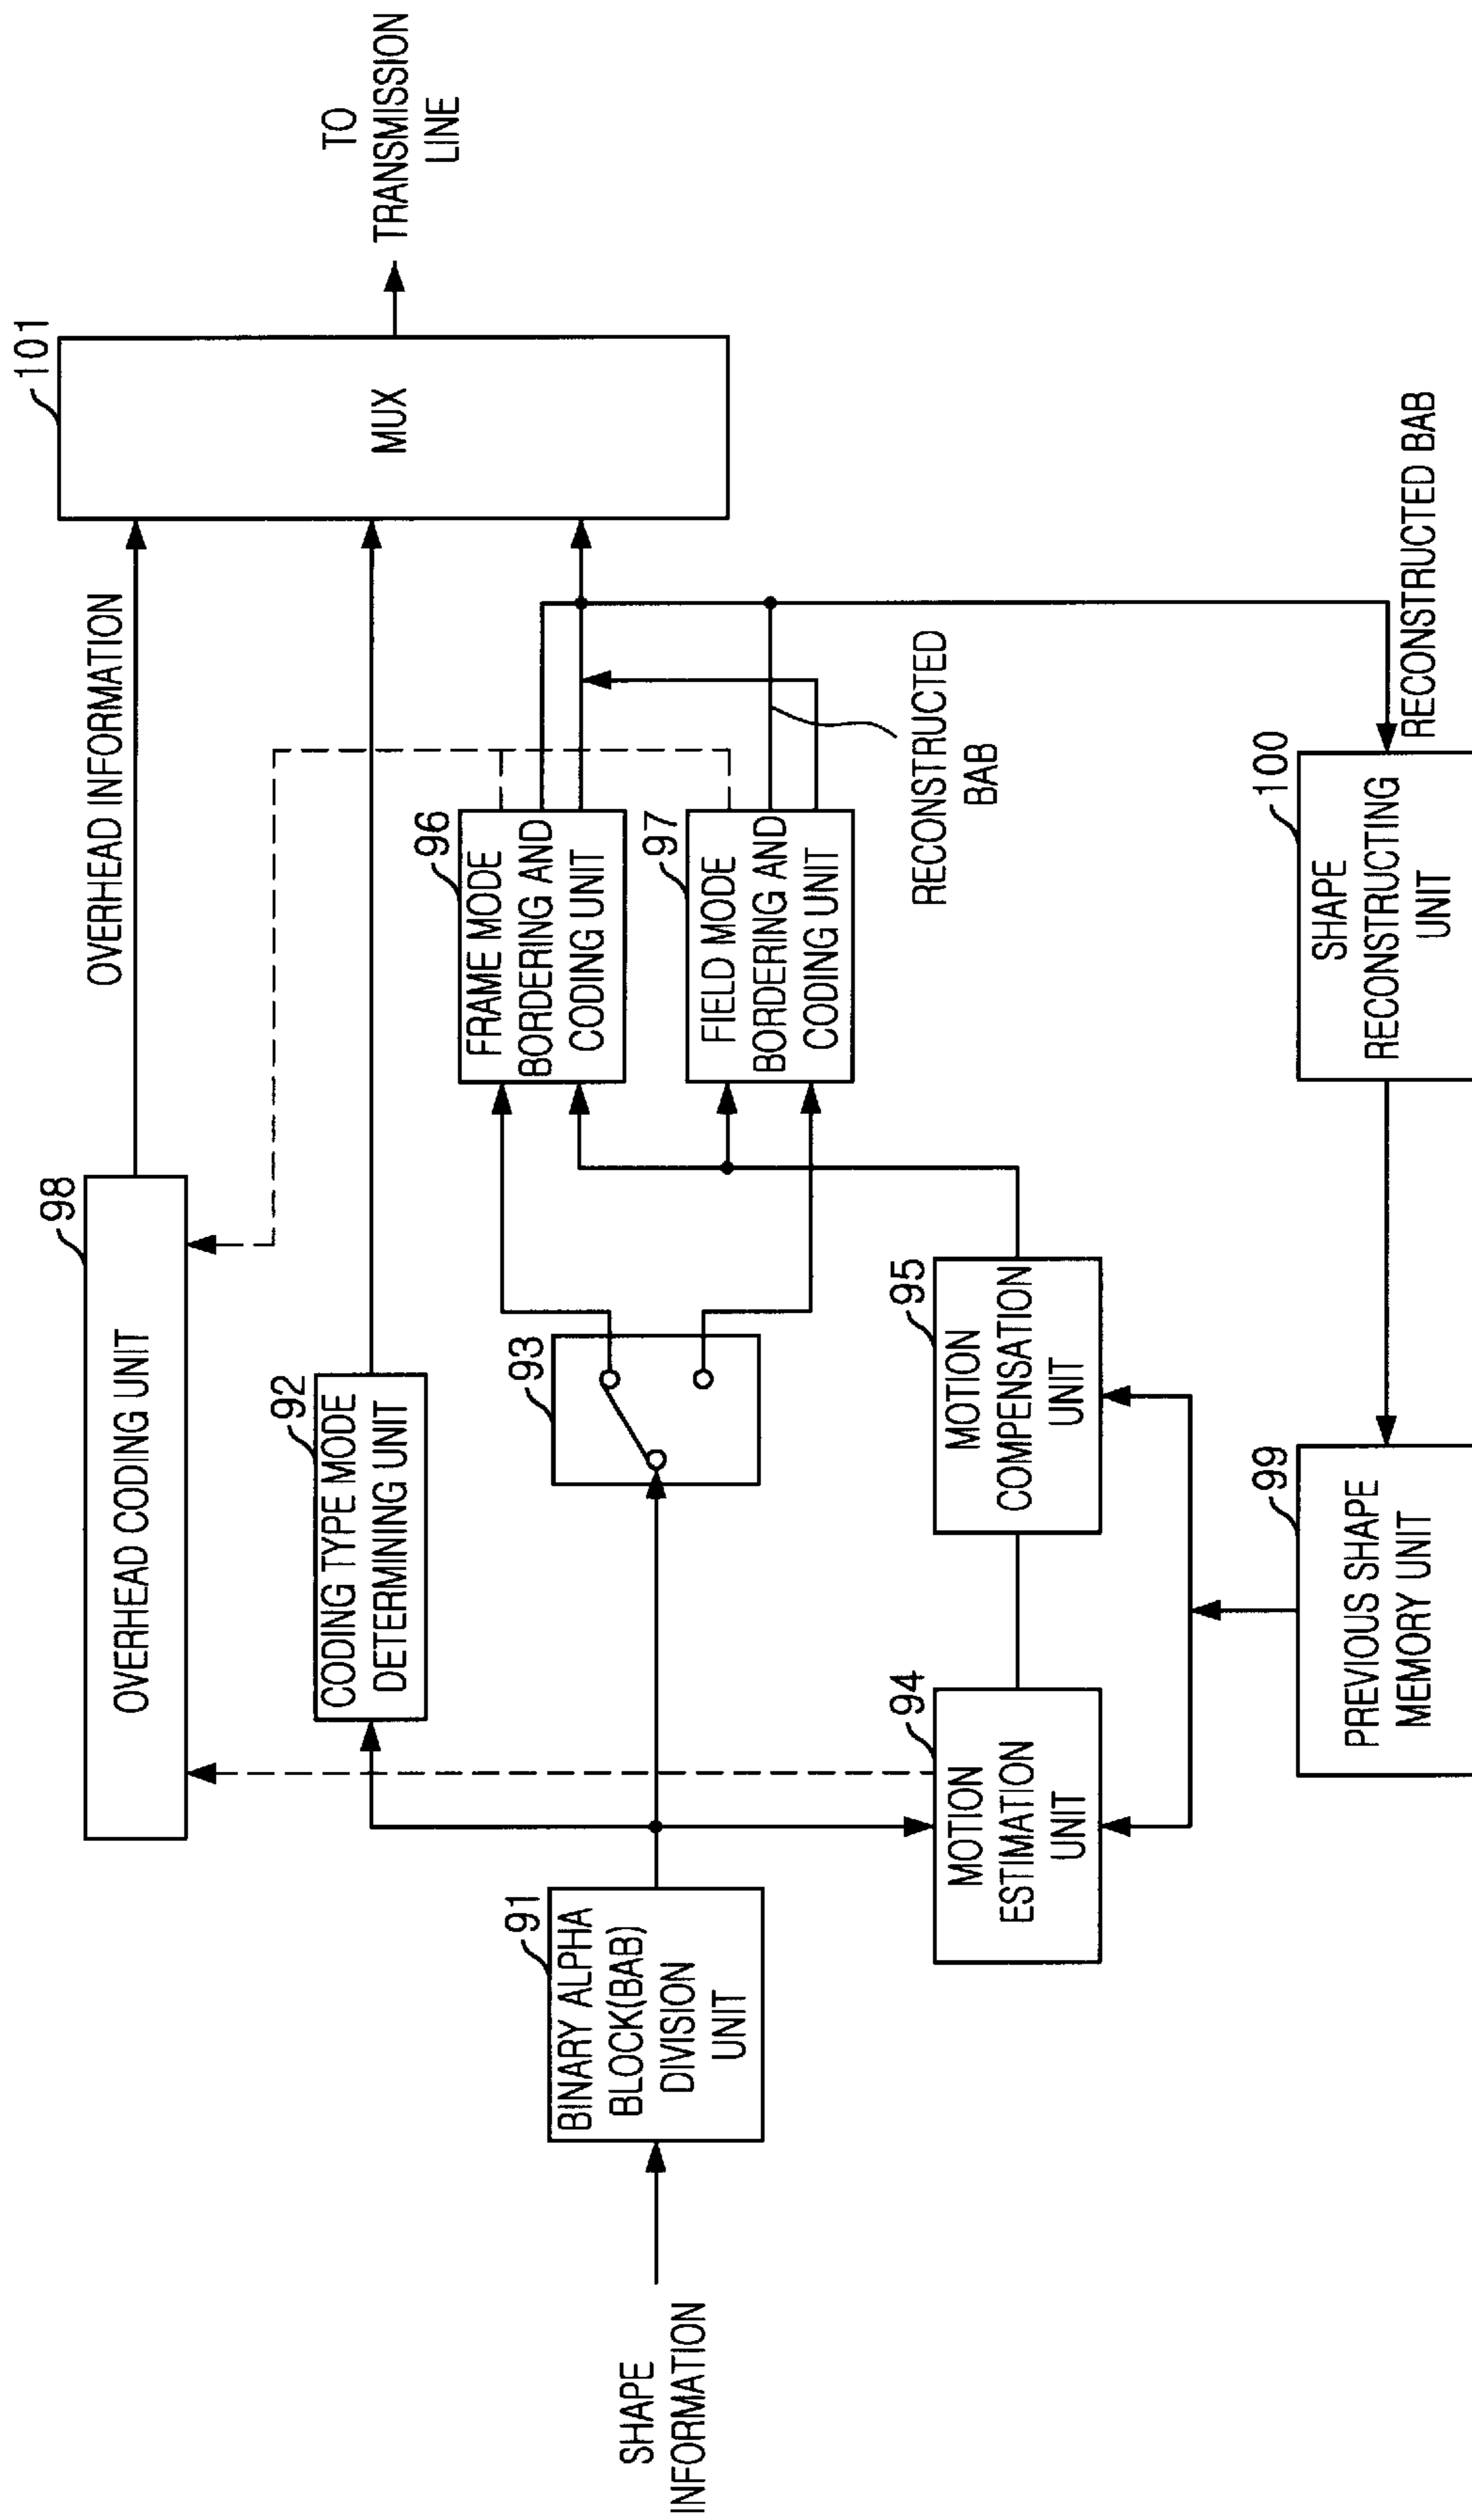 98
OVERHEAD CODING UNIT
OVERHEAD INFORMATION
101
MUX
TO
TRANSMISSION
LINE
92
CODING TYPE MODE
DETERMINING UNIT
SHAPE
INFORMATION
91
BINARY ALPHA
BLOCK(BAB)
DIVISION
UNIT
93
96
FRAME MODE
BORDERING AND
CODING UNIT
97
FIELD MODE
BORDERING AND
CODING UNIT
RECONSTRUCTED
BAB
94
MOTION
ESTIMATION
UNIT
95
MOTION
COMPENSATION
UNIT
99
PREVIOUS SHAPE
MEMORY UNIT
100
SHAPE
RECONSTRUCTING
UNIT
RECONSTRUCTED BAB